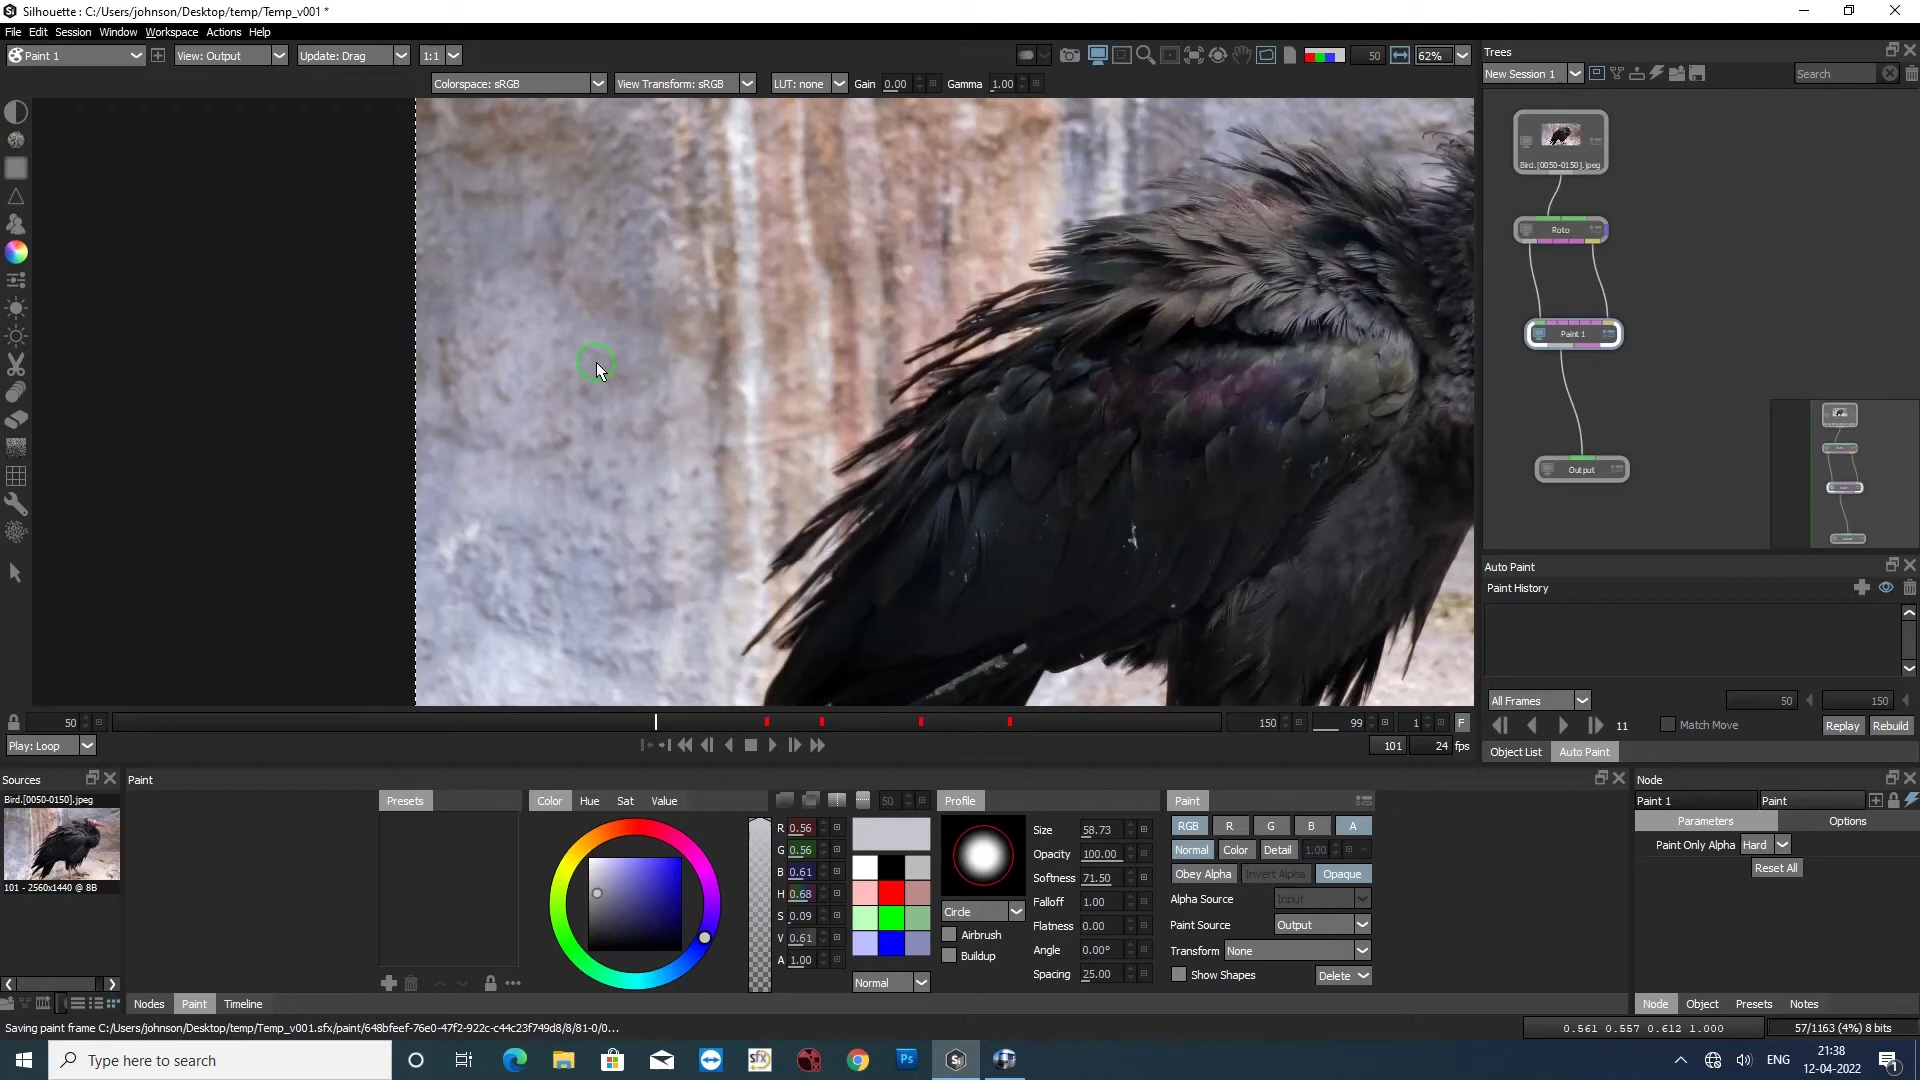 Silhouette : C:/Users/johnson/Desktop/temp/Temp_v001 *
File Edit Session Window Workspace Actions Help
Paint 1 View: Output Update: Drag 1:1 50 62%
Colorspace: sRGB View Transform: sRGB LUT: none Gain 0.00 Gamma 1.00
Trees
New Session 1 Search
Bird.[0050-0150].jpeg
Roto
Paint 1
Output
Auto Paint
Paint History
All Frames 50 150
11 Match Move Replay Rebuild
Object List Auto Paint
50 150 99 1 F
Play: Loop 101 24 fps
Sources
Bird.[0050-0150].jpeg
101 - 2560x1440 @ 8B
Paint
Presets
Color Hue Sat Value 50
R 0.56
G 0.56
B 0.61
H 0.68
S 0.09
V 0.61
A 1.00
Normal
Profile
Circle
Airbrush
Buildup
Size 58.73
Opacity 100.00
Softness 71.50
Falloff 1.00
Flatness 0.00
Angle 0.00°
Spacing 25.00
Paint
RGB R G B A
Normal Color Detail 1.00
Obey Alpha Invert Alpha Opaque
Alpha Source Input
Paint Source Output
Transform None
Show Shapes Delete
Node
Paint 1 Paint
Parameters Options
Paint Only Alpha Hard
Reset All
Nodes Paint Timeline
Node Object Presets Notes
Saving paint frame C:/Users/johnson/Desktop/temp/Temp_v001.sfx/paint/648bfeef-76e0-47f2-922c-c44c23f749d8/8/81-0/0...
0.561 0.557 0.612 1.000 57/1163 (4%) 8 bits
Type here to search
sfx
Ps
Si
ENG
21:38
12-04-2022
1